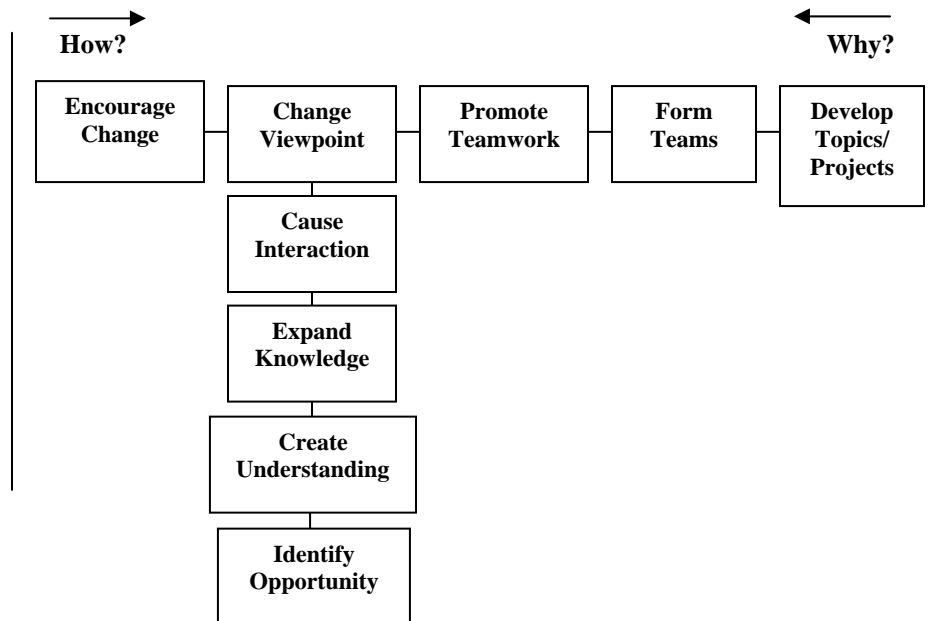 How?
Why?
Encourage
Change
Change
Viewpoint
Promote
Teamwork
Form
Teams
Develop
Topics/
Projects
Cause
Interaction
Expand
Knowledge
Create
Understanding
Identify
Opportunity